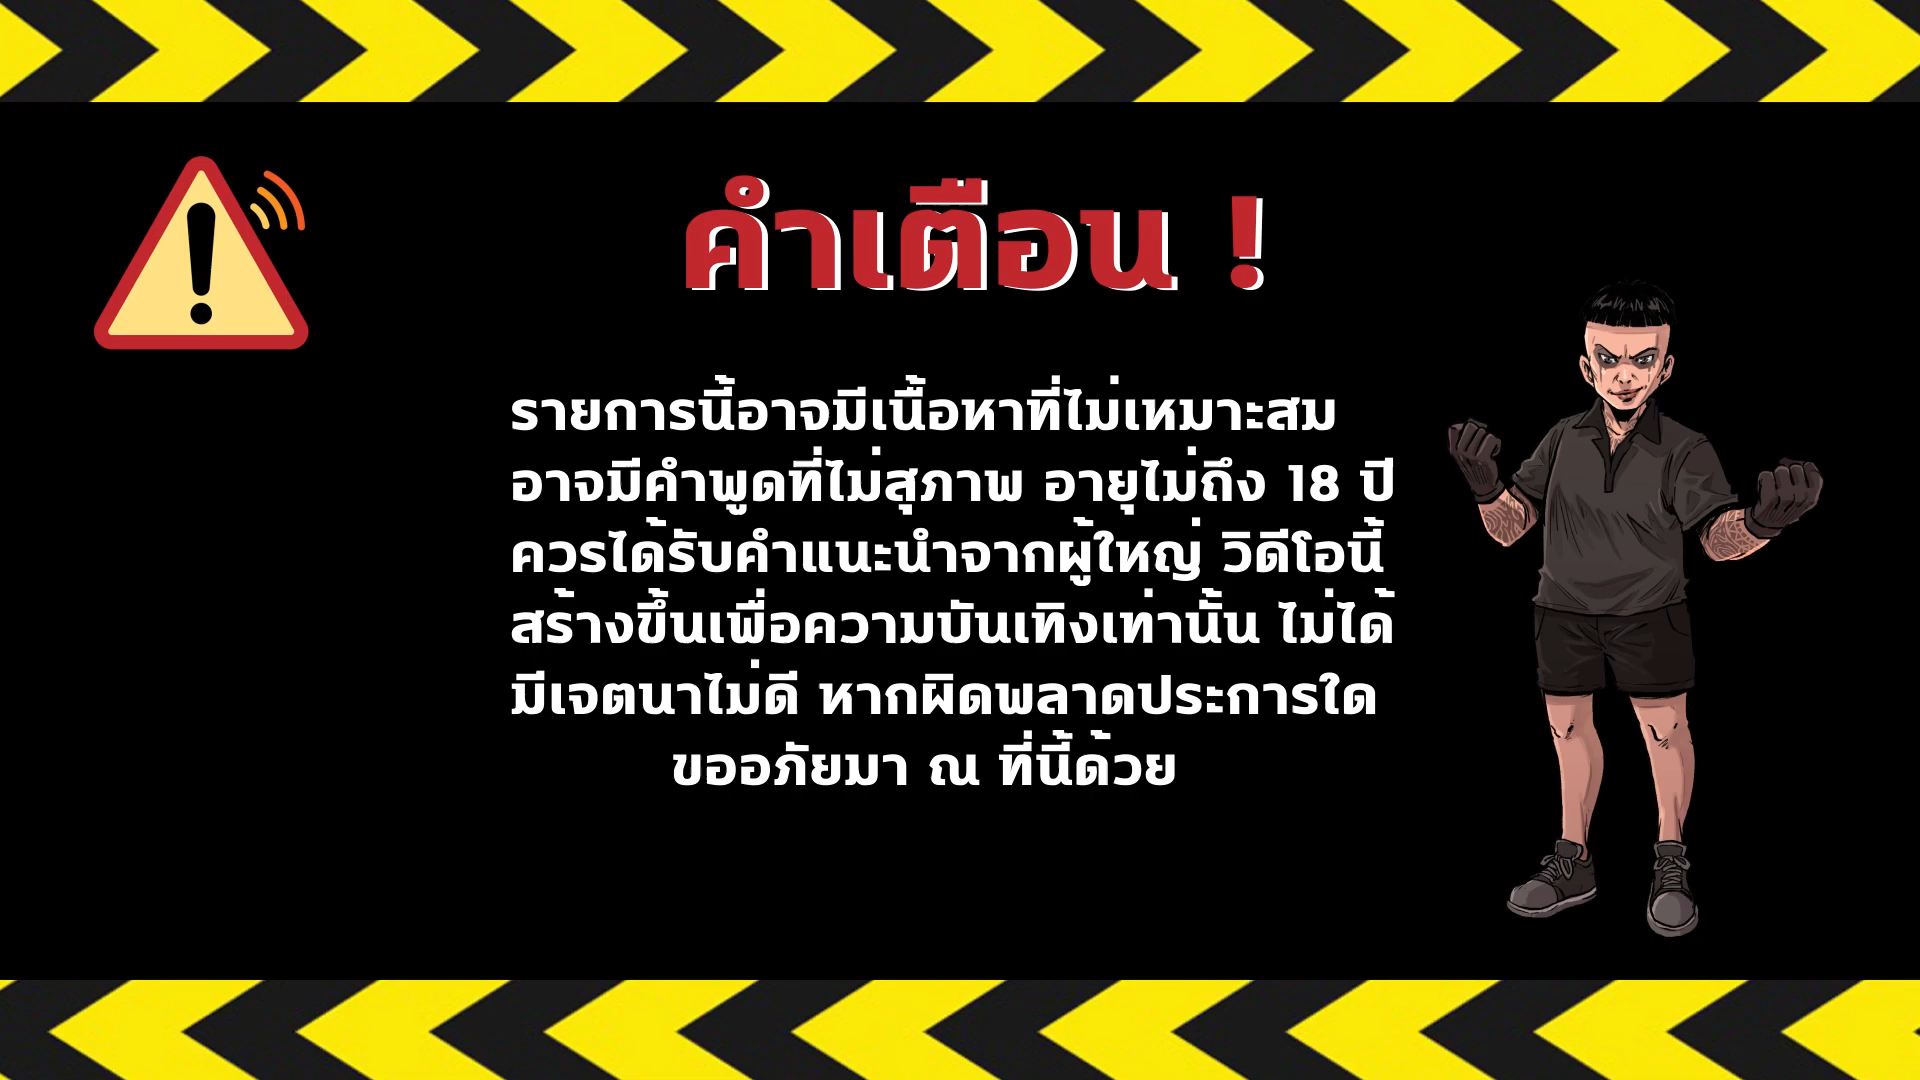 คำเตือน !
รายการนี้อาจมีเนื้อหาที่ไม่เหมาะสม
อาจมีคำพูดที่ไม่สุภาพ อายุไม่ถึง 18 ปี
ควรได้รับคำแนะนำจากผู้ใหญ่ วิดีโอนี้
สร้างขึ้นเพื่อความบันเทิงเท่านั้น ไม่ได้
มีเจตนาไม่ดี หากผิดพลาดประการใด
ขออภัยมา ณ ที่นี้ด้วย